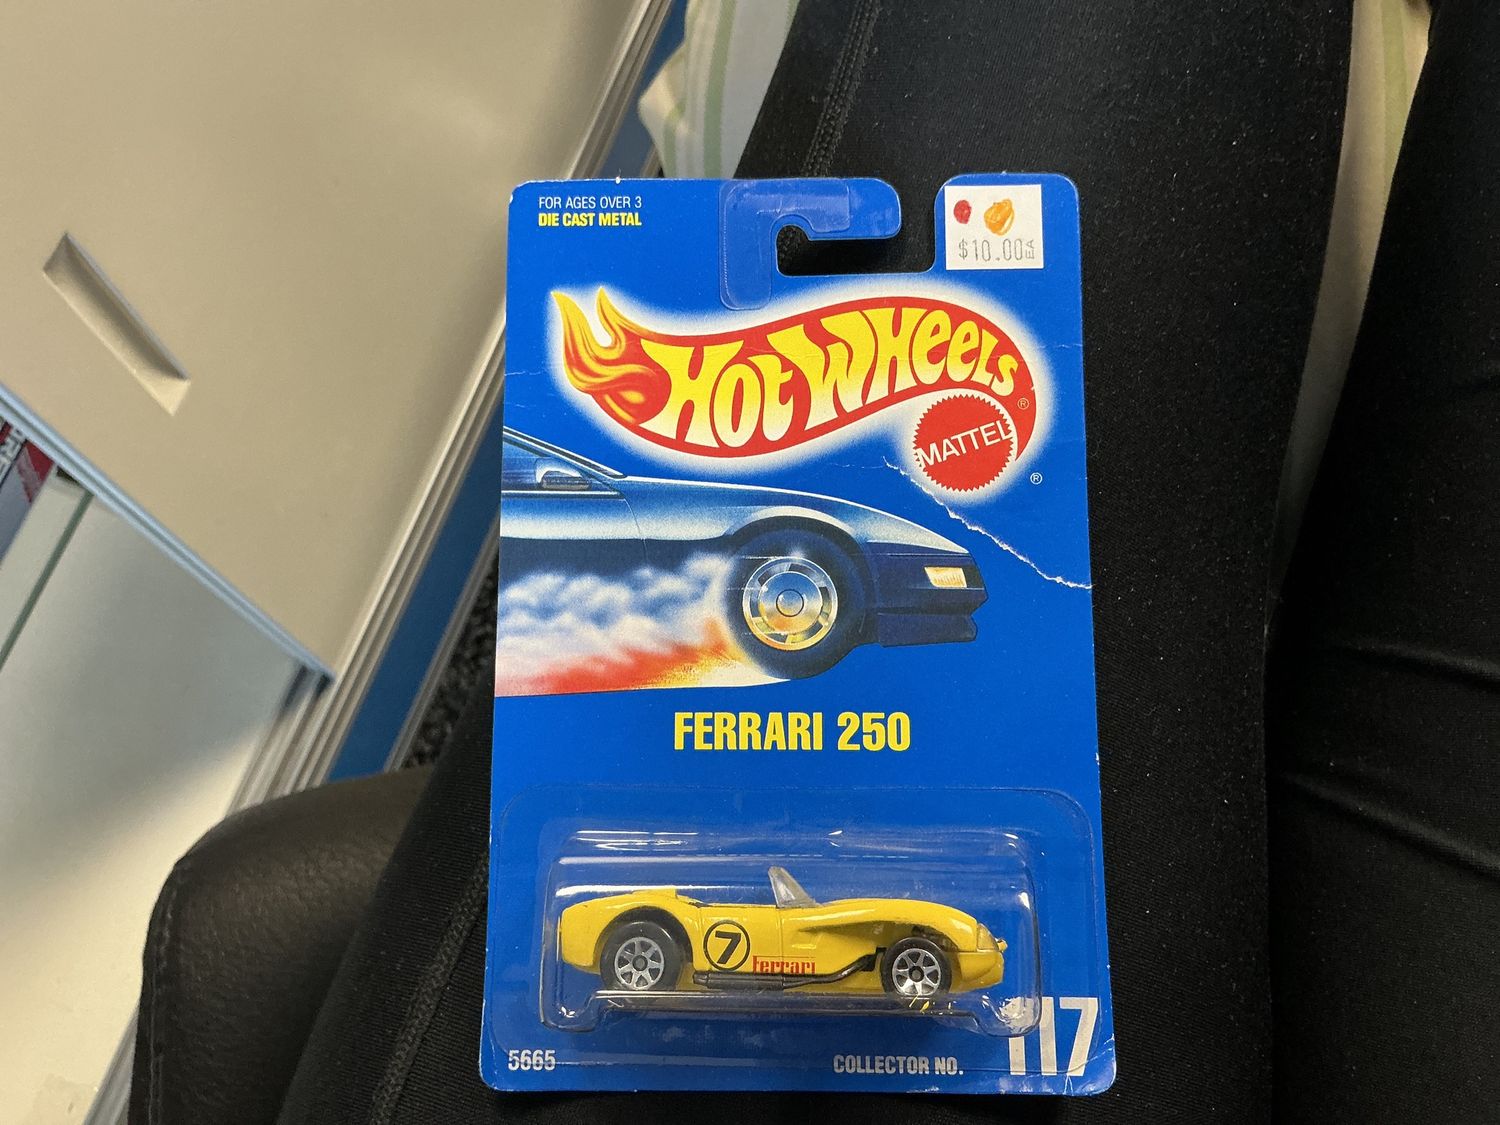 FOR AGES OVER 3
DIE CAST METAL
$10.00 EA
HOT WHEELS ®
MATTEL
®
FERRARI 250
7
Ferrari
5665
COLLECTOR NO. 117